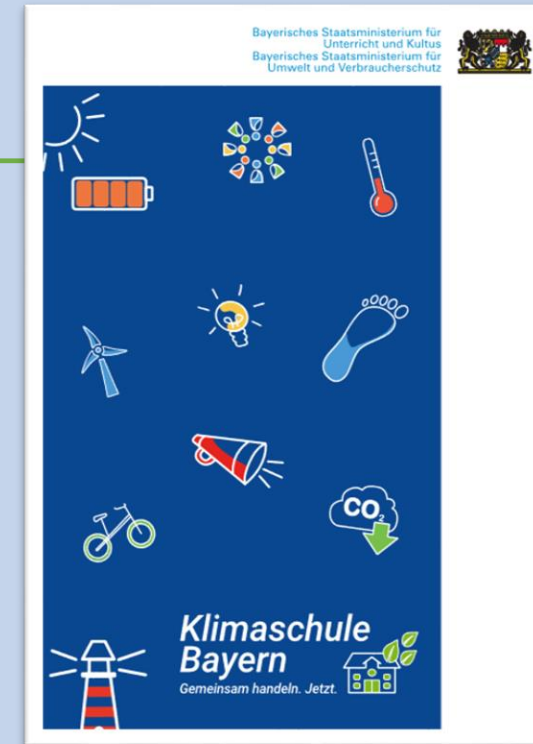 Bayerisches Staatsministerium für
Unterricht und Kultus
Bayerisches Staatsministerium für
Umwelt und Verbraucherschutz
CO₂
Klimaschule
Bayern
Gemeinsam handeln. Jetzt.